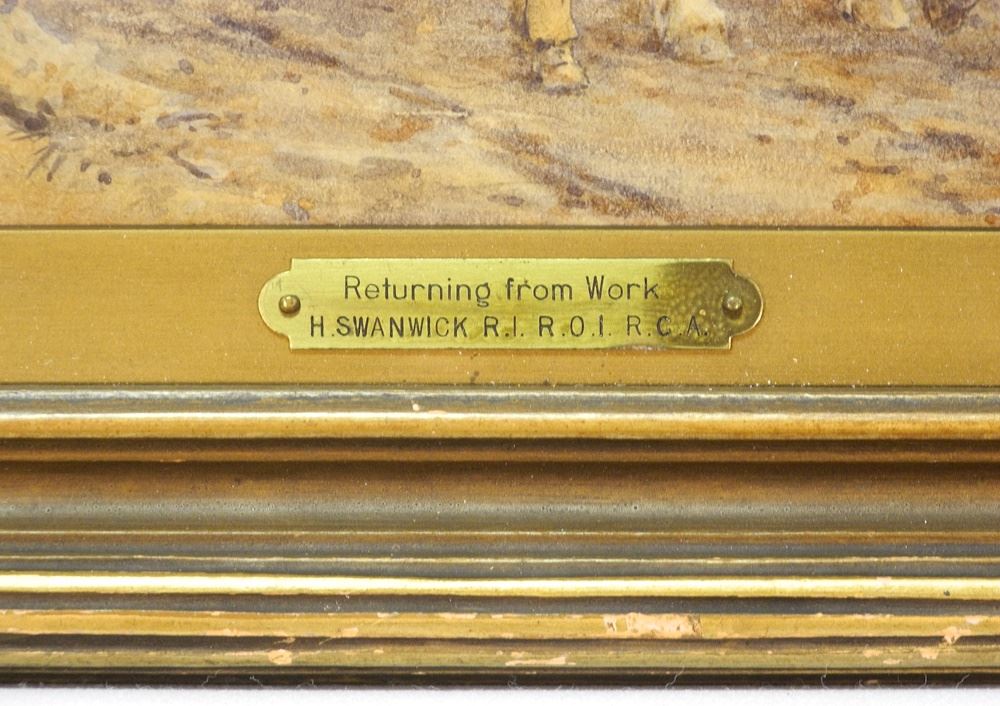 Returning from Work
H.SWANWICK R.I. R.O.I. R.C.A.